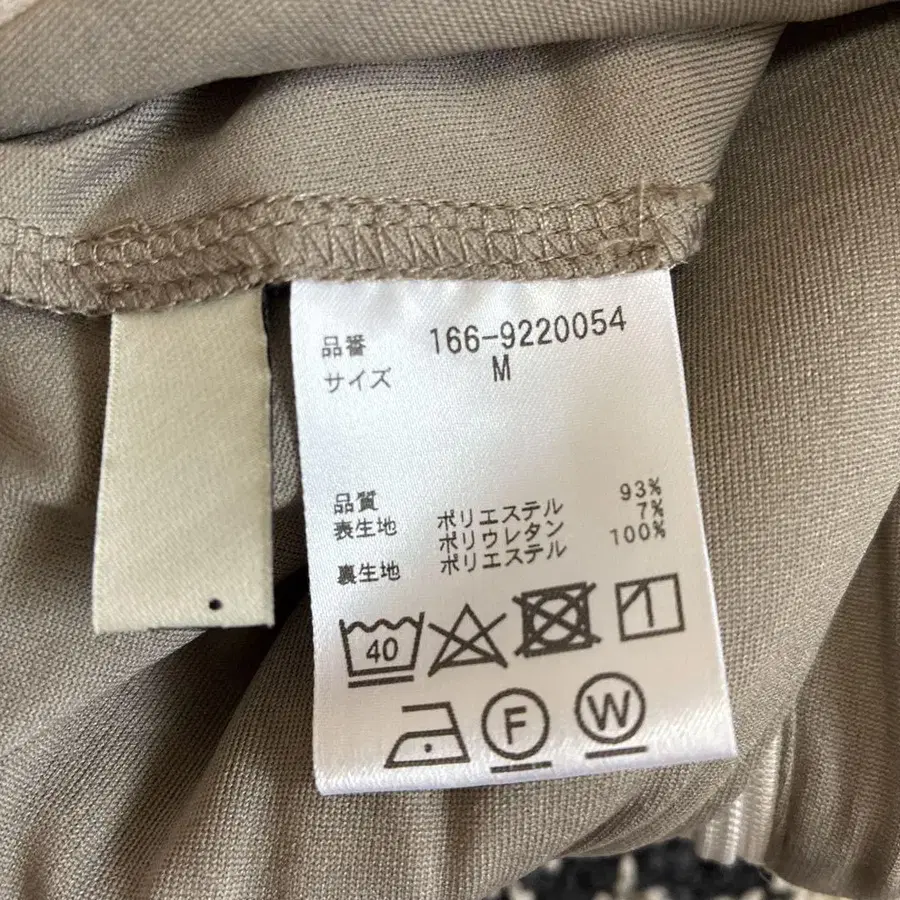 品番 166-9220054
サイズ M
品質
表生地 ポリエステル 93%
ポリウレタン 7%
裏生地 ポリエステル 100%
40
F W